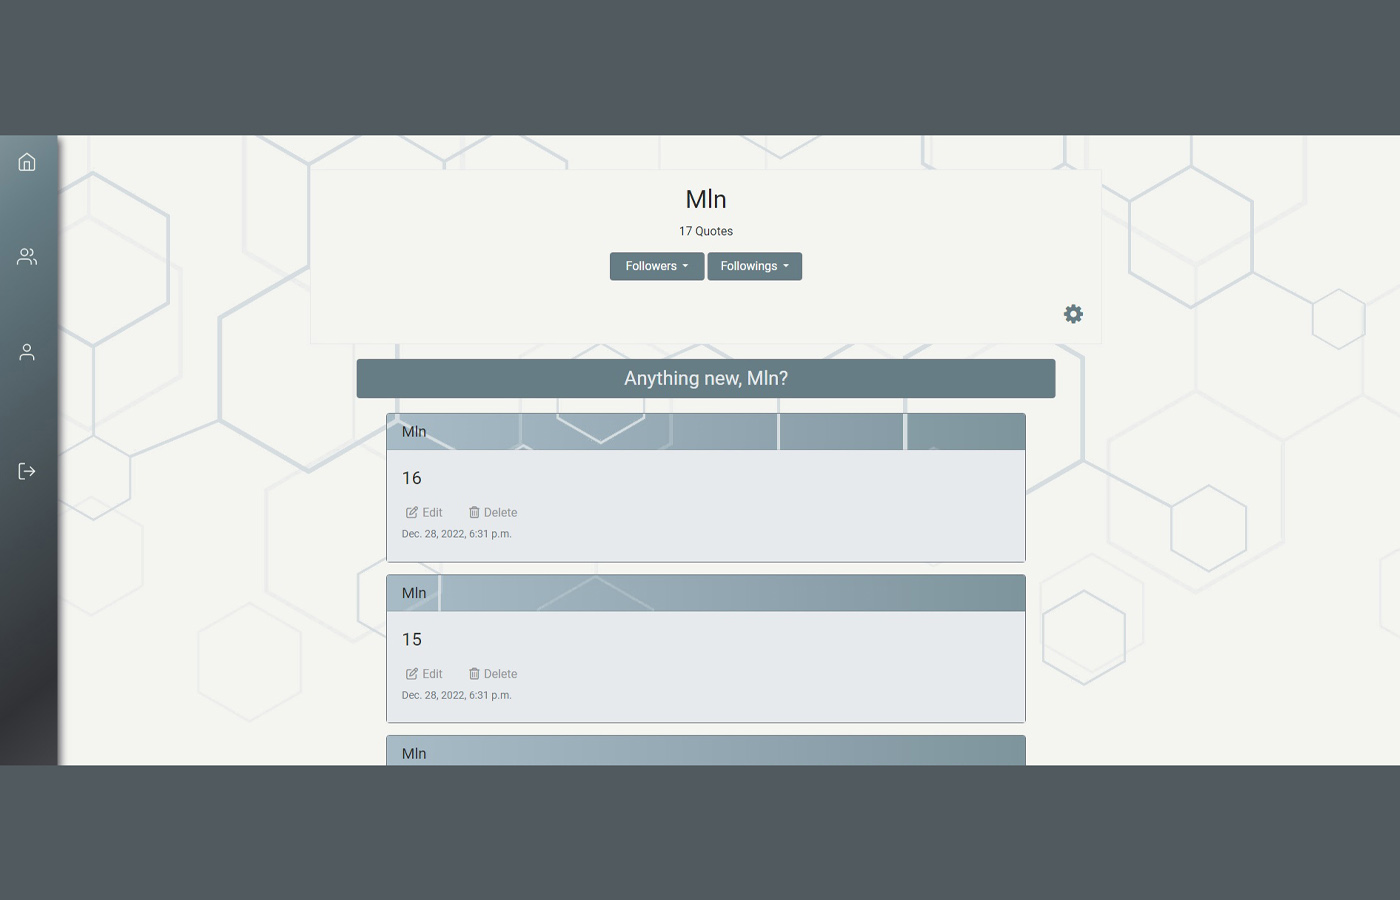 Mln
17 Quotes
Followers
Followings
Anything new, Mln?
Mln
16
Edit Delete
Dec. 28, 2022, 6:31 p.m.
Mln
15
Edit Delete
Dec. 28, 2022, 6:31 p.m.
Mln